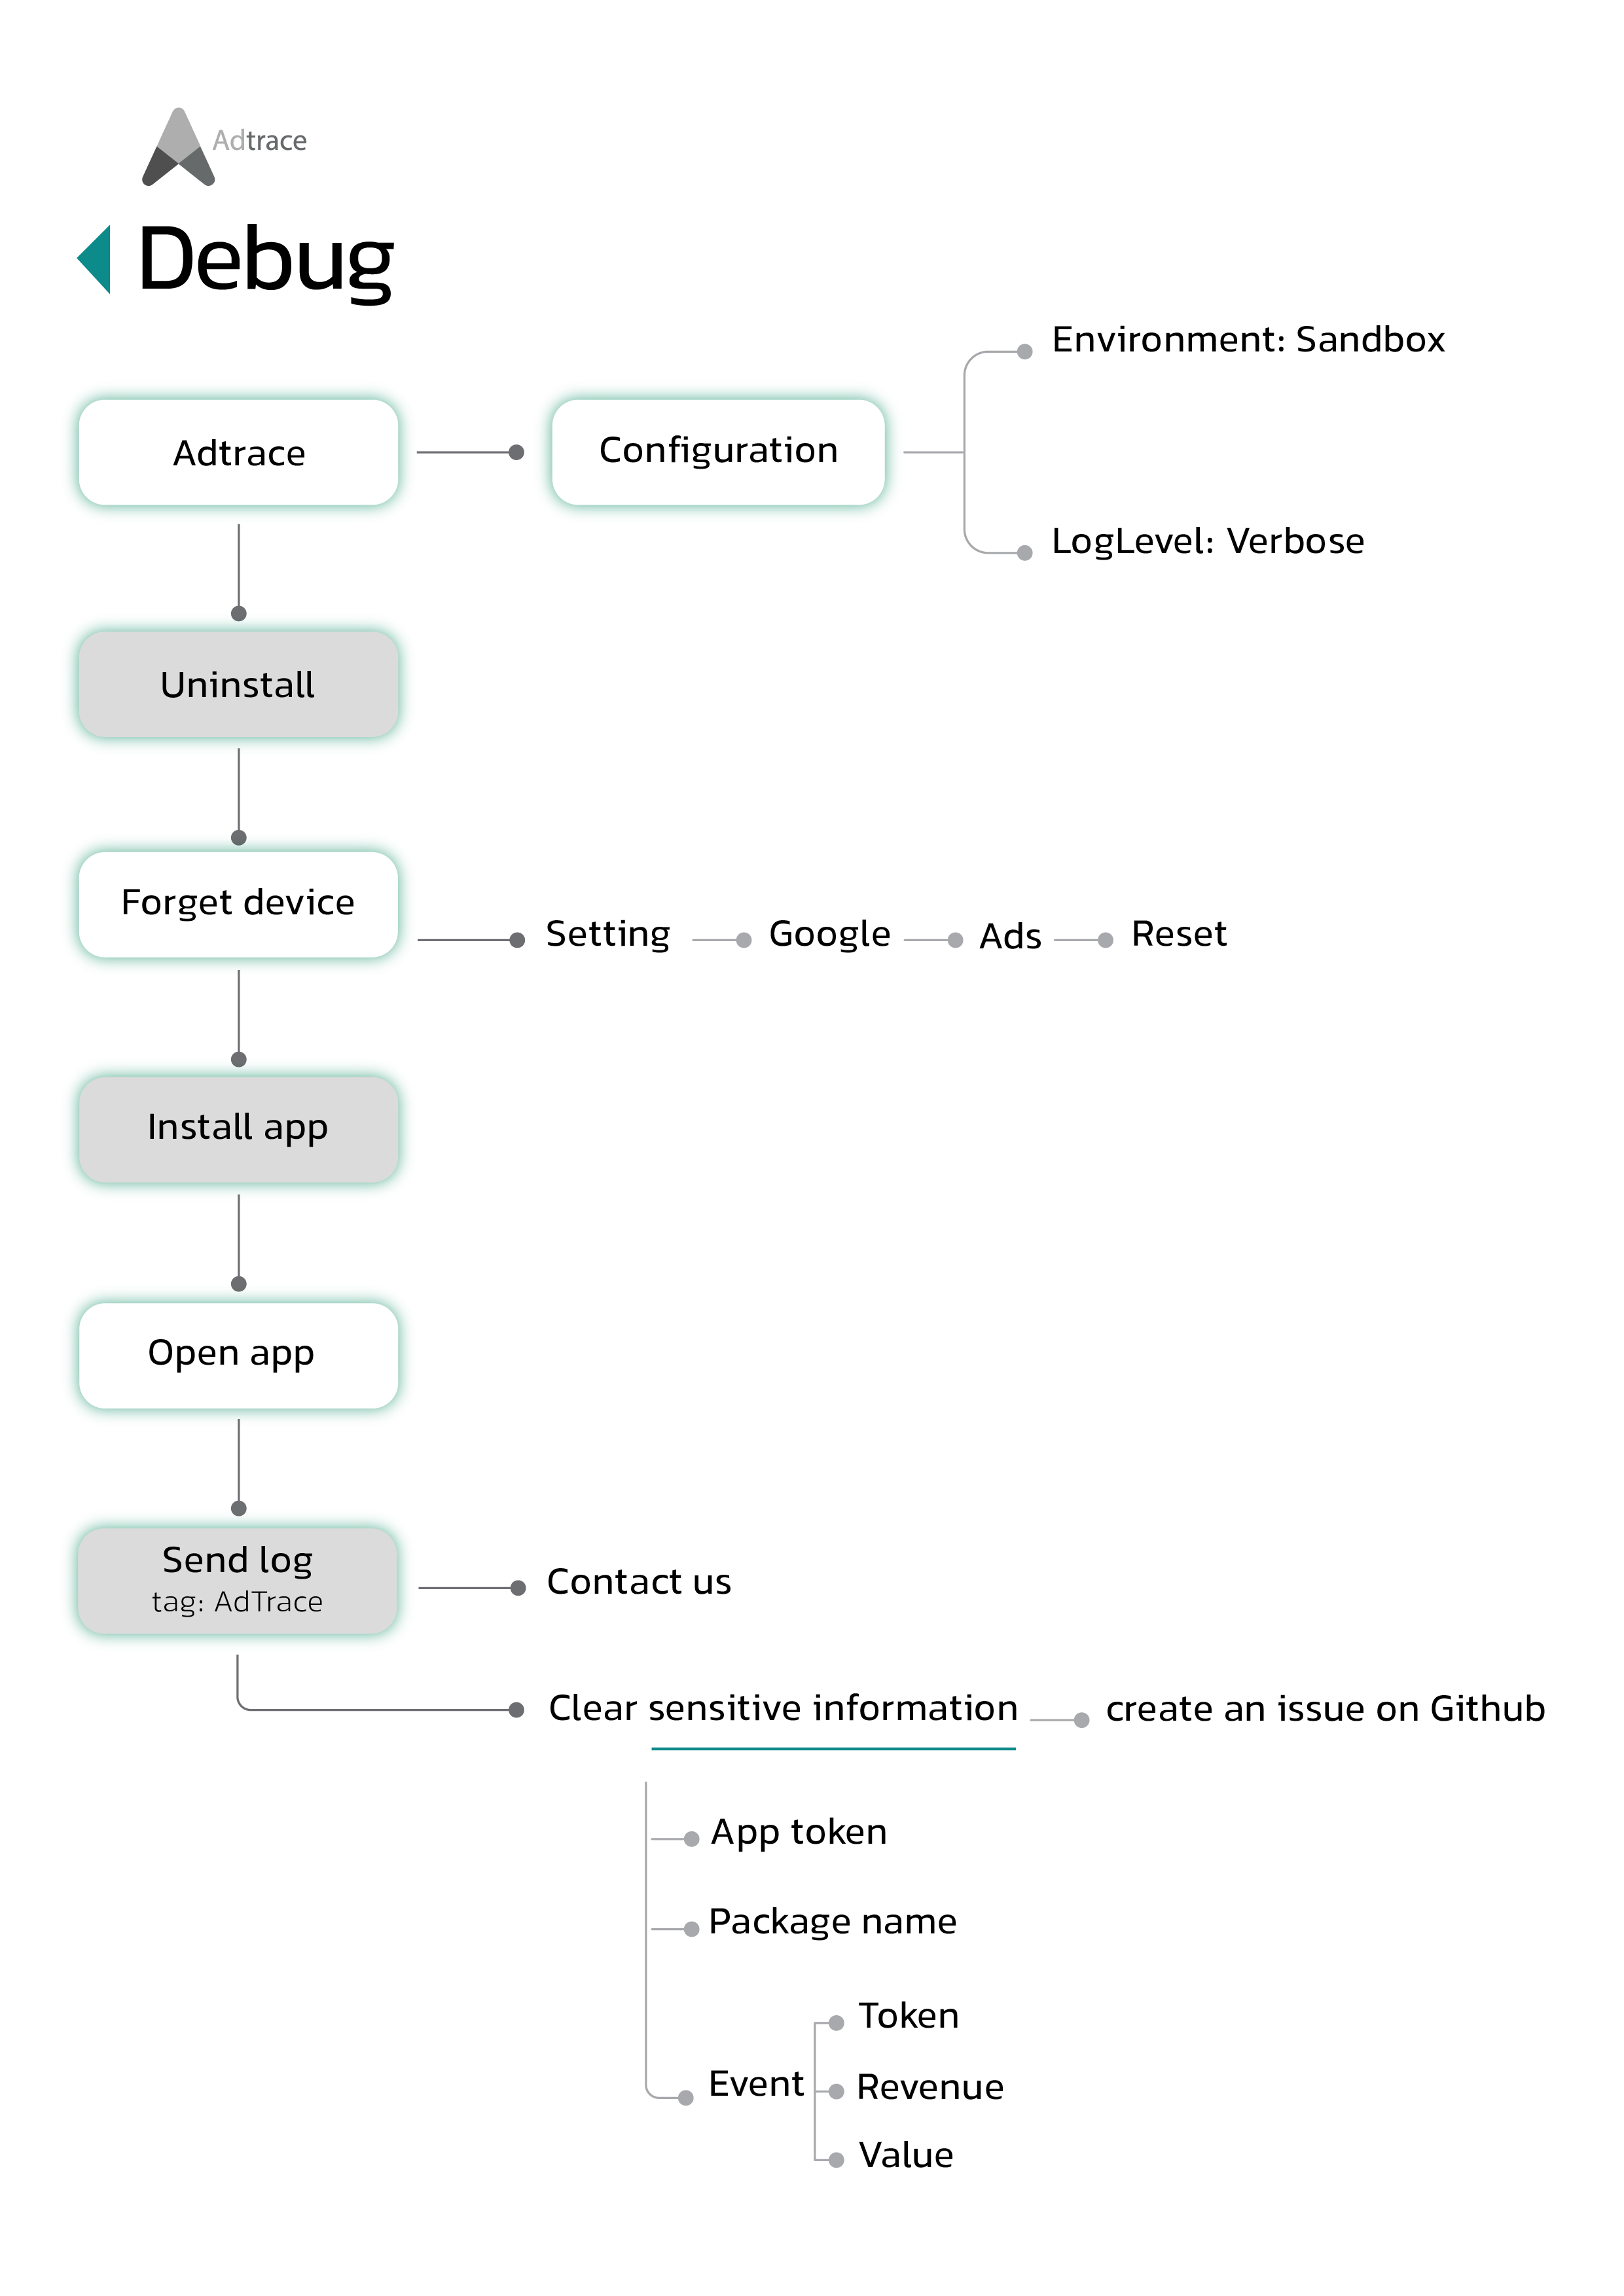 Adtrace
Debug
Environment: Sandbox
Adtrace
Configuration
LogLevel: Verbose
Uninstall
Forget device
Setting
Google
Ads
Reset
Install app
Open app
Send log
tag: AdTrace
Contact us
Clear sensitive information
create an issue on Github
App token
Package name
Token
Event
Revenue
Value